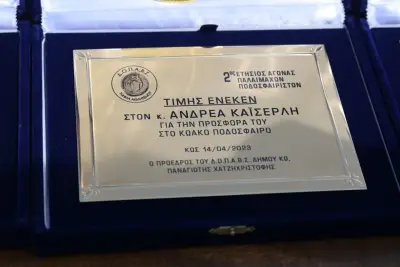 Δ.Ο.Π.Α.Β.Σ.
2ος ΕΤΗΣΙΟΣ ΑΓΩΝΑΣ
ΠΑΛΑΙΜΑΧΩΝ
ΠΟΔΟΣΦΑΙΡΙΣΤΩΝ
ΤΙΜΗΣ ΕΝΕΚΕΝ
ΣΤΟΝ κ. ΑΝΔΡΕΑ ΚΑΪΣΕΡΛΗ
ΓΙΑ ΤΗΝ ΠΡΟΣΦΟΡΑ ΤΟΥ
ΣΤΟ ΚΩΑΚΟ ΠΟΔΟΣΦΑΙΡΟ
ΚΩΣ 14/04/2023
Ο ΠΡΟΕΔΡΟΣ ΤΟΥ Δ.Ο.Π.Α.Β.Σ. ΔΗΜΟΥ ΚΩ,
ΠΑΝΑΓΙΩΤΗΣ ΧΑΤΖΗΧΡΙΣΤΟΦΗΣ